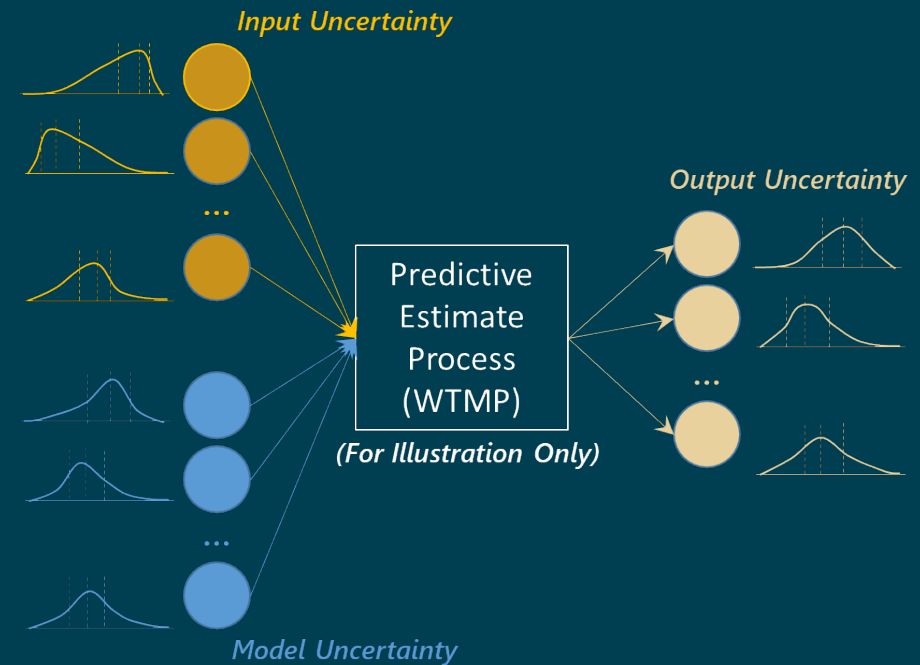 Input Uncertainty
...
Output Uncertainty
Predictive
Estimate
Process
(WTMP)
(For Illustration Only)
...
...
Model Uncertainty